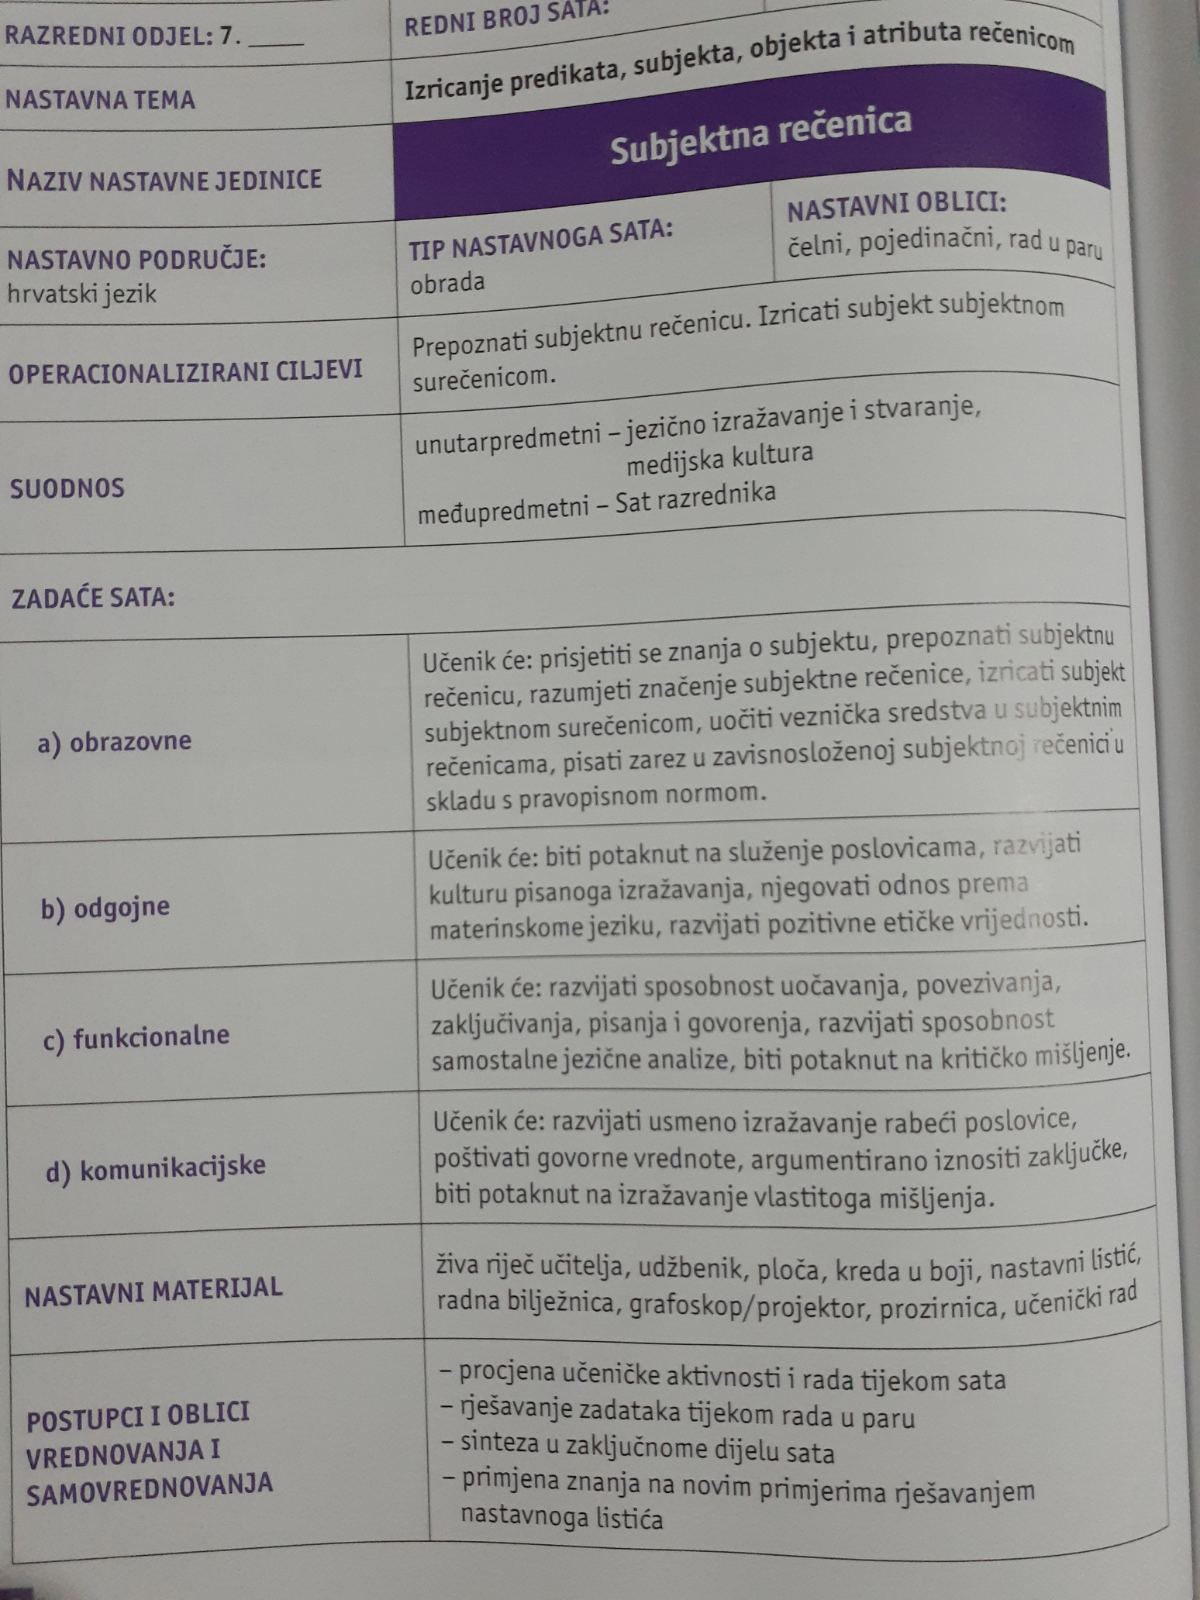 RAZREDNI ODJEL: 7. ____
REDNI BROJ SATA:
NASTAVNA TEMA
Izricanje predikata, subjekta, objekta i atributa rečenicom
NAZIV NASTAVNE JEDINICE
Subjektna rečenica
NASTAVNO PODRUČJE:
hrvatski jezik
TIP NASTAVNOGA SATA:
obrada
NASTAVNI OBLICI:
čelni, pojedinačni, rad u paru
OPERACIONALIZIRANI CILJEVI
Prepoznati subjektnu rečenicu. Izricati subjekt subjektnom
surečenicom.
SUODNOS
unutarpredmetni – jezično izražavanje i stvaranje,
medijska kultura
međupredmetni – Sat razrednika
ZADAĆE SATA:
a) obrazovne
Učenik će: prisjetiti se znanja o subjektu, prepoznati subjektnu
rečenicu, razumjeti značenje subjektne rečenice, izricati subjekt
subjektnom surečenicom, uočiti veznička sredstva u subjektnim
rečenicama, pisati zarez u zavisnosloženoj subjektnoj rečenici u
skladu s pravopisnom normom.
b) odgojne
Učenik će: biti potaknut na služenje poslovicama, razvijati
kulturu pisanoga izražavanja, njegovati odnos prema
materinskome jeziku, razvijati pozitivne etičke vrijednosti.
c) funkcionalne
Učenik će: razvijati sposobnost uočavanja, povezivanja,
zaključivanja, pisanja i govorenja, razvijati sposobnost
samostalne jezične analize, biti potaknut na kritičko mišljenje.
d) komunikacijske
Učenik će: razvijati usmeno izražavanje rabeći poslovice,
poštivati govorne vrednote, argumentirano iznositi zaključke,
biti potaknut na izražavanje vlastitoga mišljenja.
NASTAVNI MATERIJAL
živa riječ učitelja, udžbenik, ploča, kreda u boji, nastavni listić,
radna bilježnica, grafoskop/projektor, prozirnica, učenički rad
POSTUPCI I OBLICI
VREDNOVANJA I
SAMOVREDNOVANJA
– procjena učeničke aktivnosti i rada tijekom sata
– rješavanje zadataka tijekom rada u paru
– sinteza u zaključnome dijelu sata
– primjena znanja na novim primjerima rješavanjem
nastavnoga listića